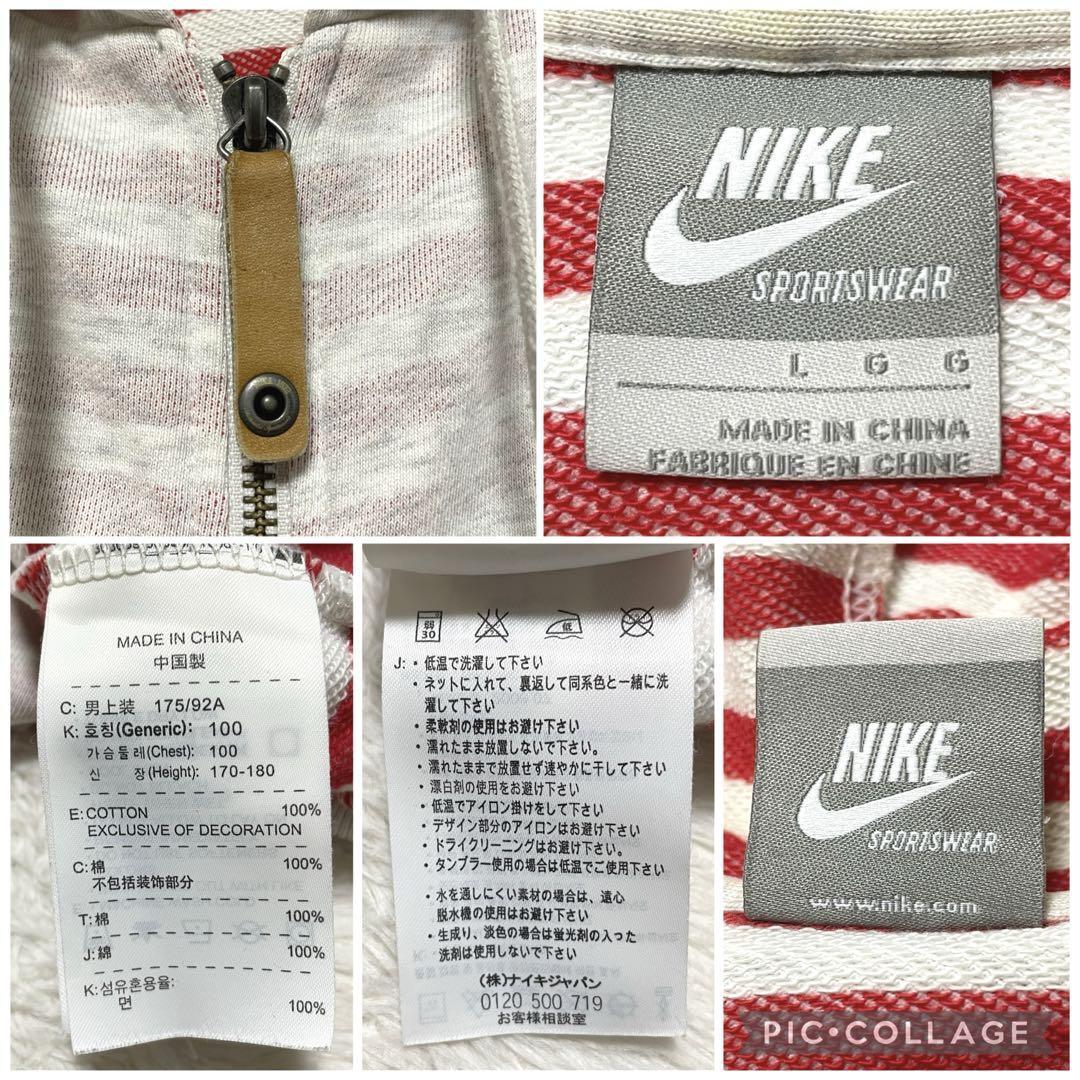 NIKE
SPORTSWEAR
L G G
MADE IN CHINA
FABRIQUE EN CHINE
MADE IN CHINA
中国製
C: 男上装 175/92A
K: 호칭(Generic): 100
가슴둘레(Chest): 100
신 장(Height): 170-180
E: COTTON 100%
EXCLUSIVE OF DECORATION
C: 棉 100%
不包括装饰部分
T: 棉 100%
J: 綿 100%
K: 섬유혼용율:
면 100%
弱
30
低
J: ・低温で洗濯して下さい
・ネットに入れて、裏返して同系色と一緒に洗
濯して下さい
・柔軟剤の使用はお避け下さい
・濡れたまま放置しないで下さい。
・濡れたままで放置せず速やかに干して下さい
・漂白剤の使用をお避け下さい
・低温でアイロン掛けをして下さい
・デザイン部分のアイロンはお避け下さい
・ドライクリーニングはお避け下さい。
・タンブラー使用の場合は低温でご使用下さい
・水を通しにくい素材の場合は、遠心
脱水機の使用はお避け下さい
・生成り、淡色の場合は蛍光剤の入った
洗剤は使用しないで下さい
(株)ナイキジャパン
0120 500 719
お客様相談室
NIKE
SPORTSWEAR
www.nike.com
PIC•COLLAGE